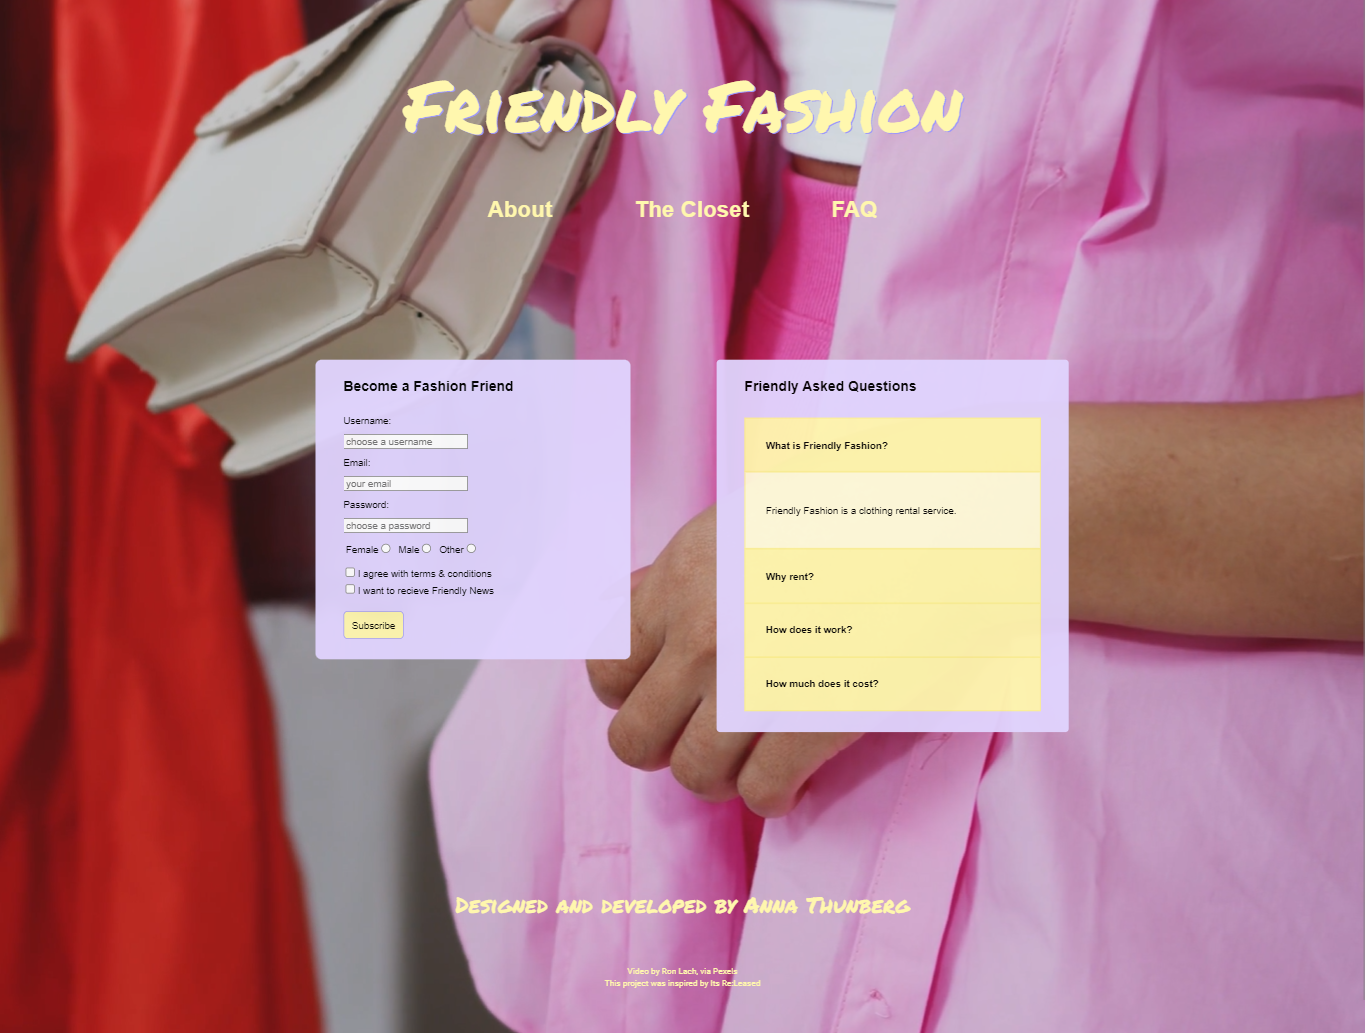 Friendly Fashion
About The Closet FAQ
Become a Fashion Friend
Username:
choose a username
Email:
your email
Password:
choose a password
Female Male Other
I agree with terms & conditions
I want to recieve Friendly News
Subscribe
Friendly Asked Questions
What is Friendly Fashion?
Friendly Fashion is a clothing rental service.
Why rent?
How does it work?
How much does it cost?
Designed and developed by Anna Thunberg
Video by Ron Lach, via Pexels
This project was inspired by Its Re:Leased